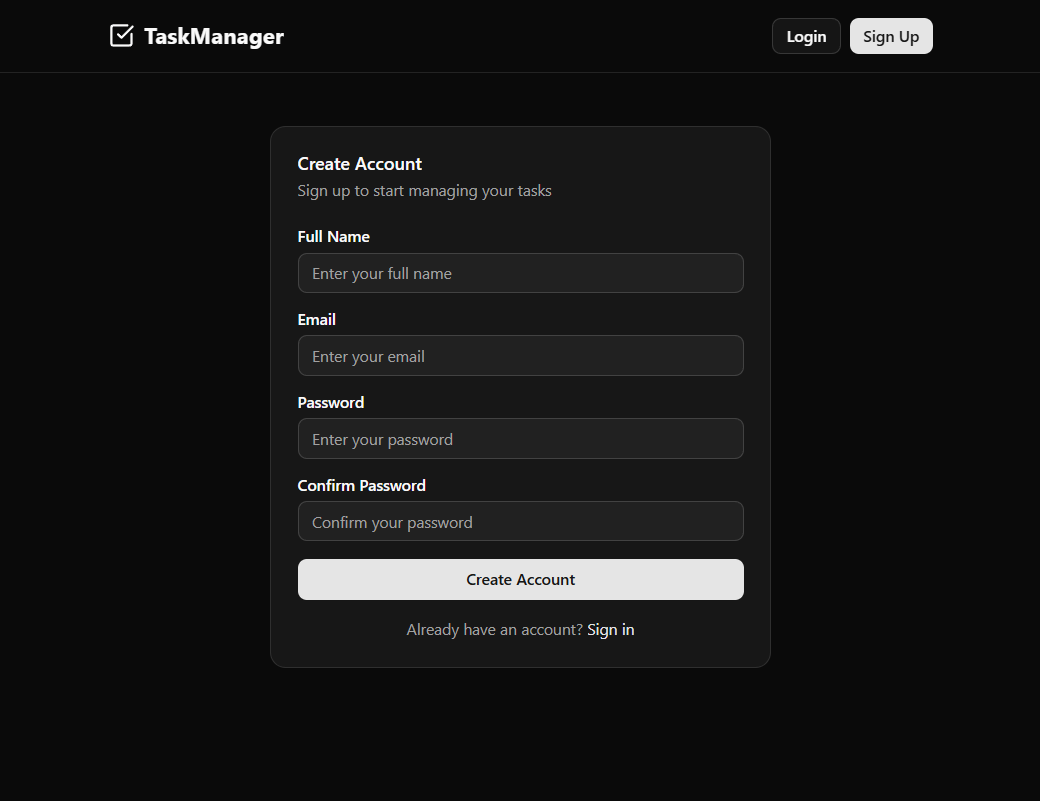 TaskManager
Login
Sign Up
Create Account
Sign up to start managing your tasks
Full Name
Enter your full name
Email
Enter your email
Password
Enter your password
Confirm Password
Confirm your password
Create Account
Already have an account? Sign in